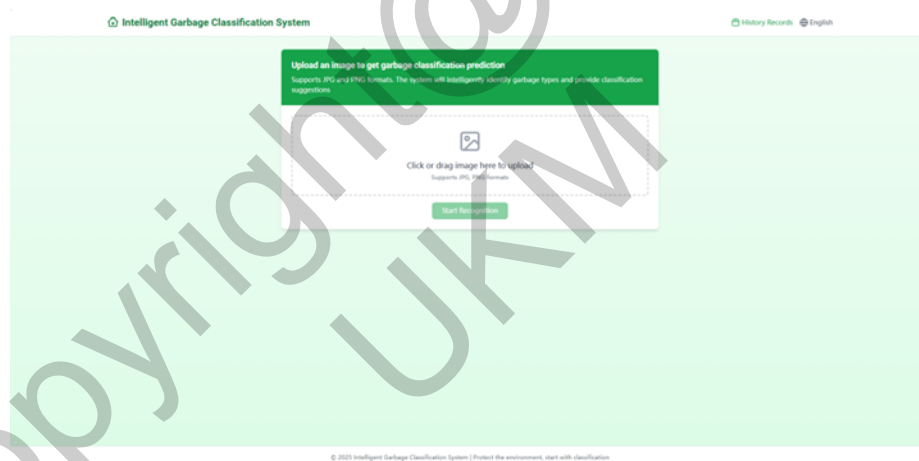 Intelligent Garbage Classification System
History Records
English
Upload an image to get garbage classification prediction
Supports JPG and PNG formats. The system will intelligently identify garbage types and provide classification
suggestions
Click or drag image here to upload
Supports JPG, PNG formats
Start Recognition
© 2025 Intelligent Garbage Classification System | Protect the environment, start with classification
opyright@
UKM